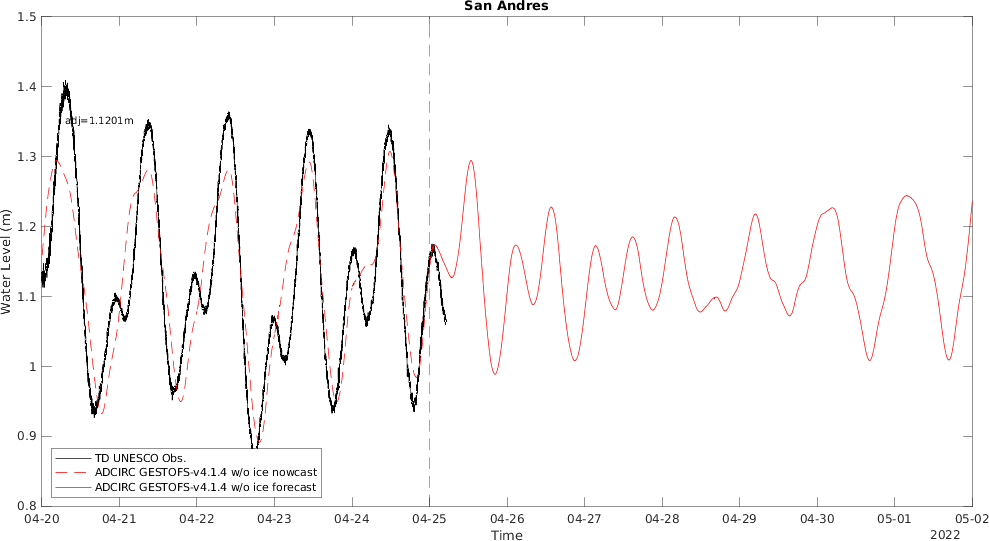 San Andres
Water Level (m)
1.5
1.4
1.3
1.2
1.1
1
0.9
0.8
adj=1.1201m
TD UNESCO Obs.
ADCIRC GESTOFS-v4.1.4 w/o ice nowcast
ADCIRC GESTOFS-v4.1.4 w/o ice forecast
04-20 04-21 04-22 04-23 04-24 04-25 04-26 04-27 04-28 04-29 04-30 05-01 05-02
Time
2022